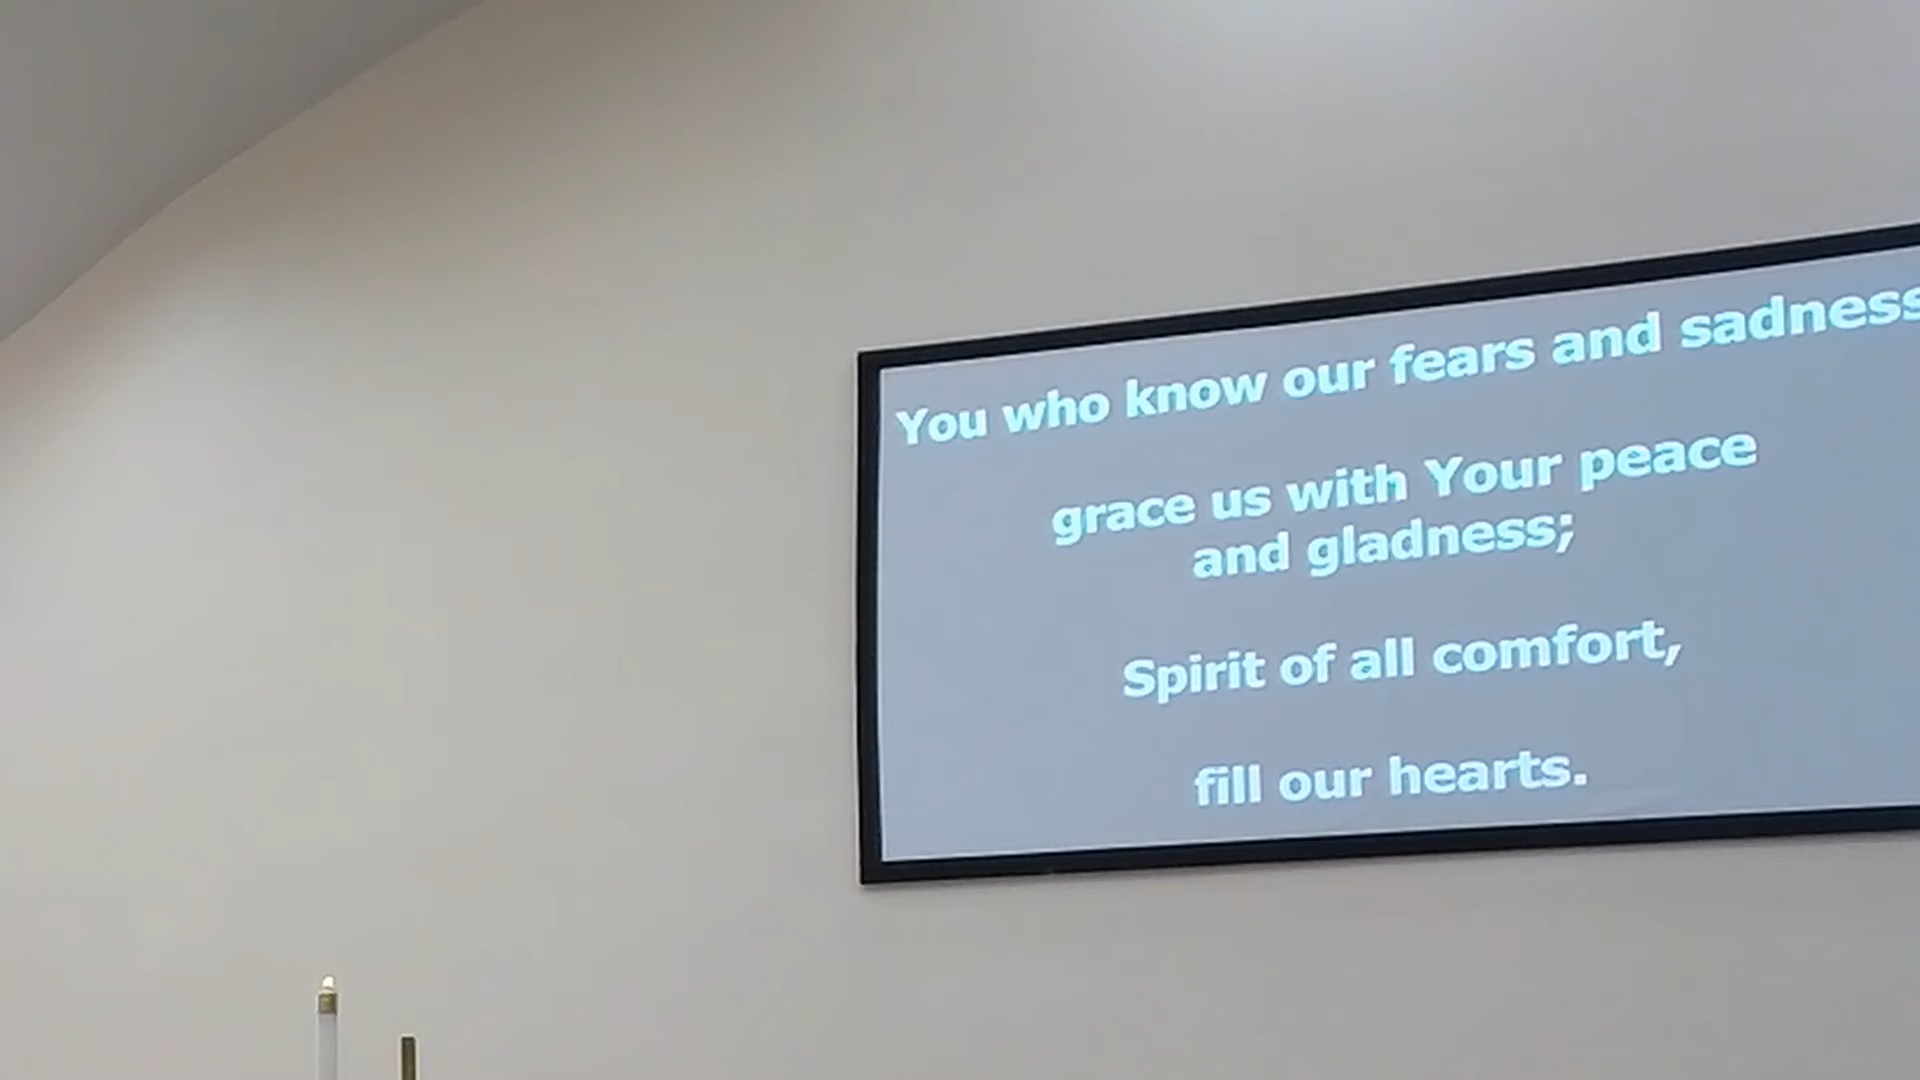 You who know our fears and sadness
grace us with Your peace
and gladness;
Spirit of all comfort,
fill our hearts.